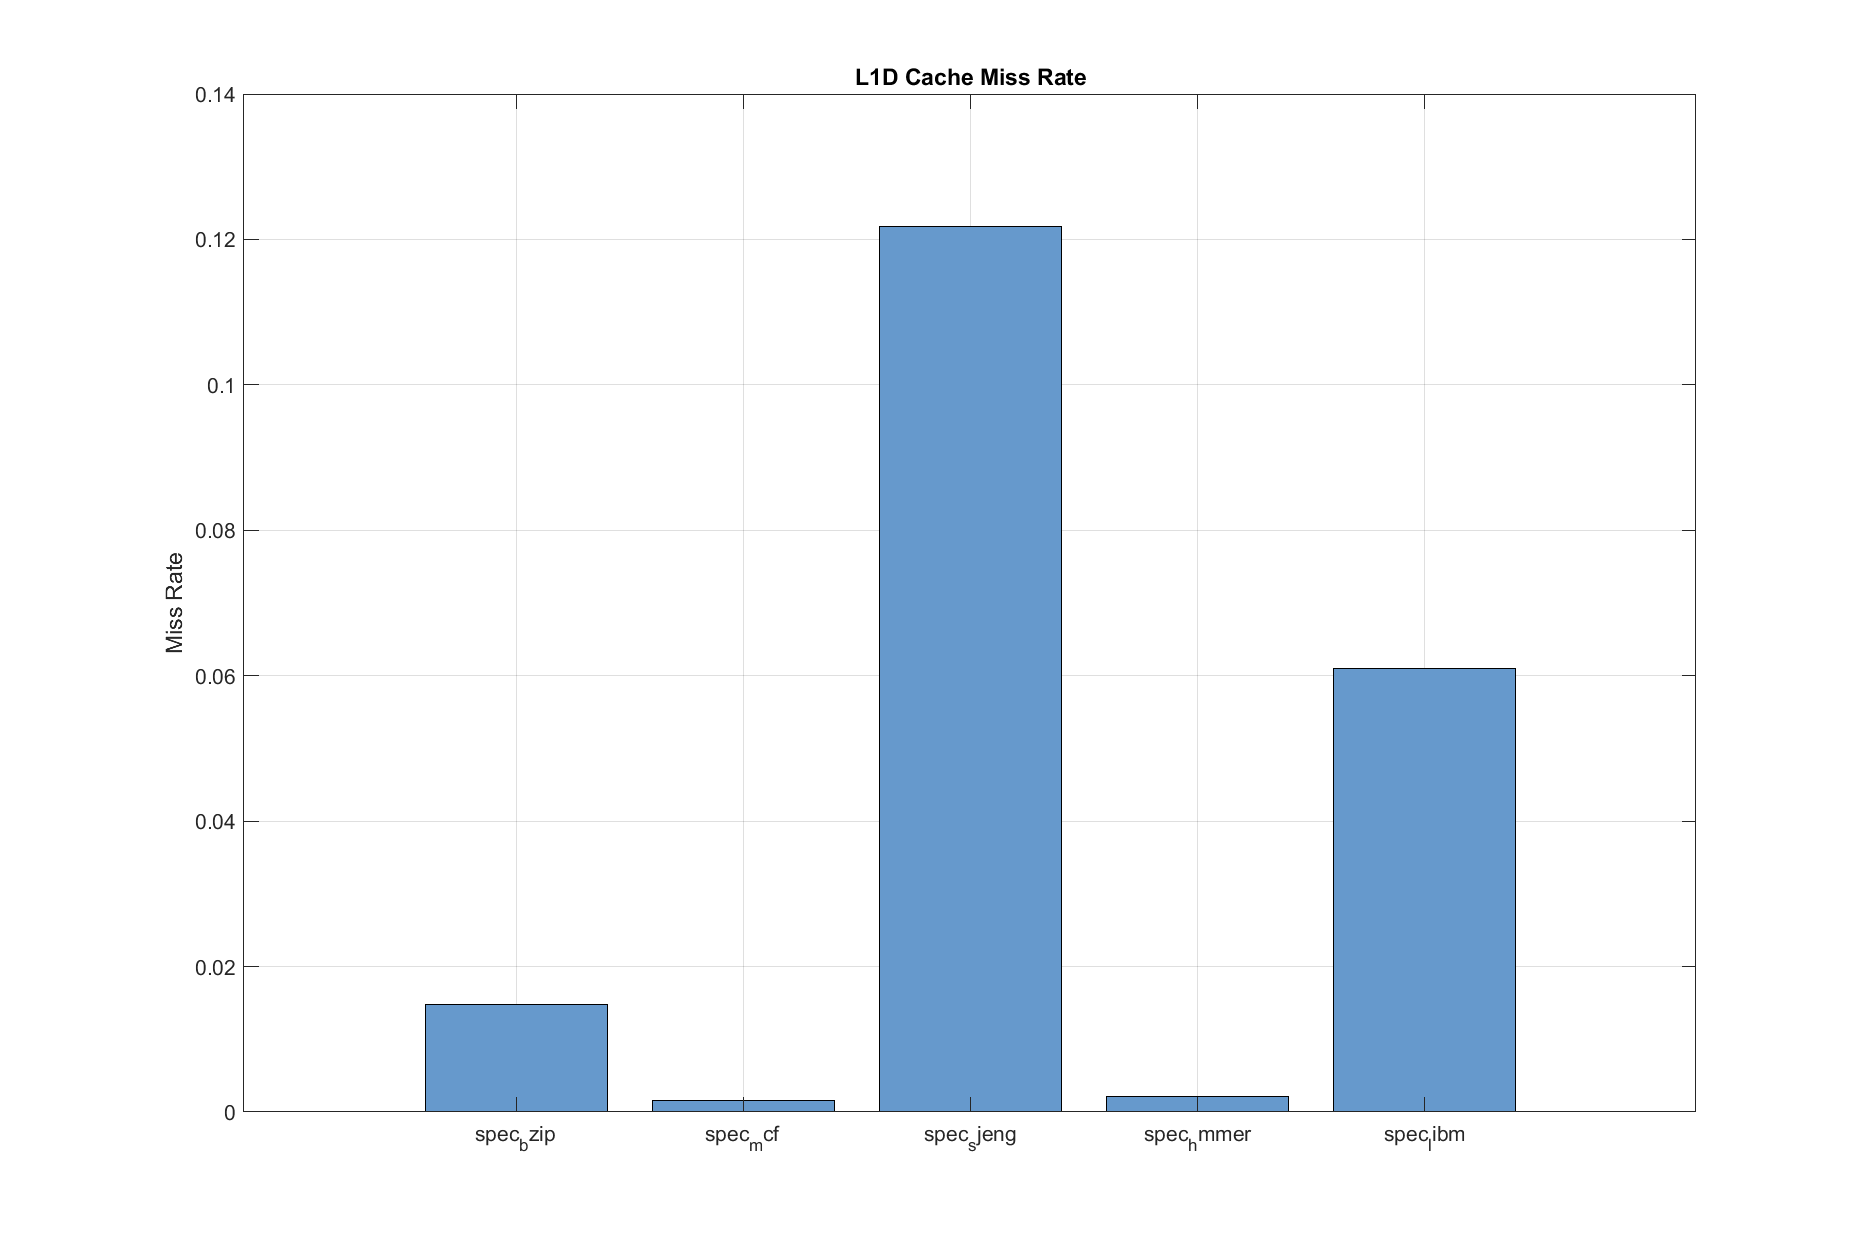 L1D Cache Miss Rate
0.14
0.12
0.1
0.08
0.06
0.04
0.02
0
Miss Rate
spec_bzip
spec_mcf
spec_sjeng
spec_hmmer
spec_libm